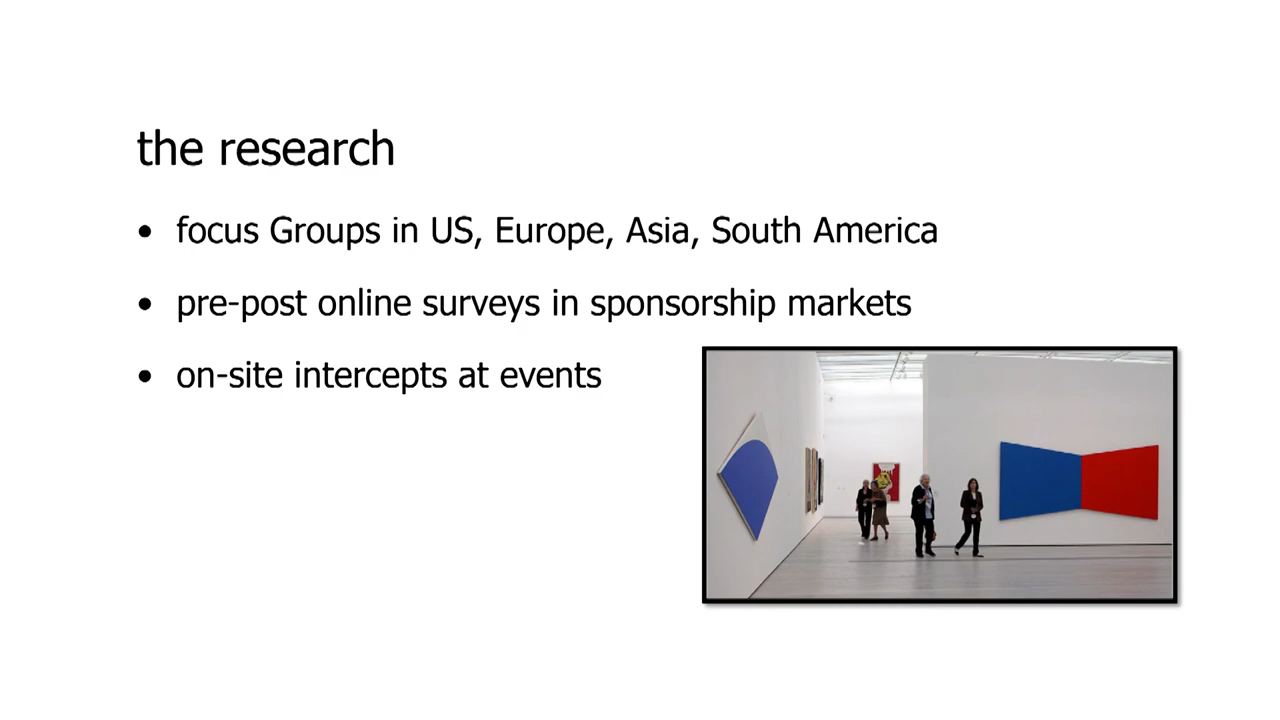 the research
• focus Groups in US, Europe, Asia, South America
• pre-post online surveys in sponsorship markets
• on-site intercepts at events